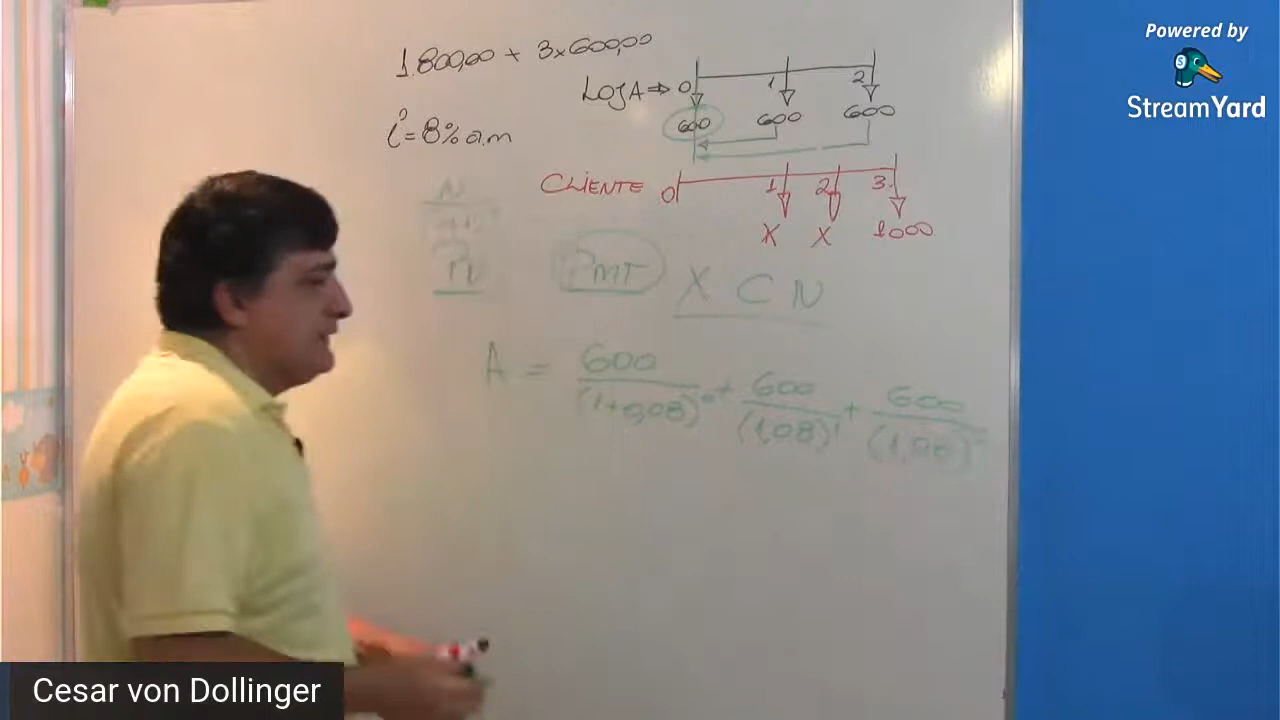 1.800,00 + 3x600,00
LOJA ⇒ 0 1 2
600 600 600
i = 8% a.m
CLIENTE 0 1 2 3
X X 1000
N
PV PMT X C N
A = 600/(1+0,08)⁰ + 600/(1,08)¹ + 600/(1,08)²
Powered by
StreamYard
Cesar von Dollinger